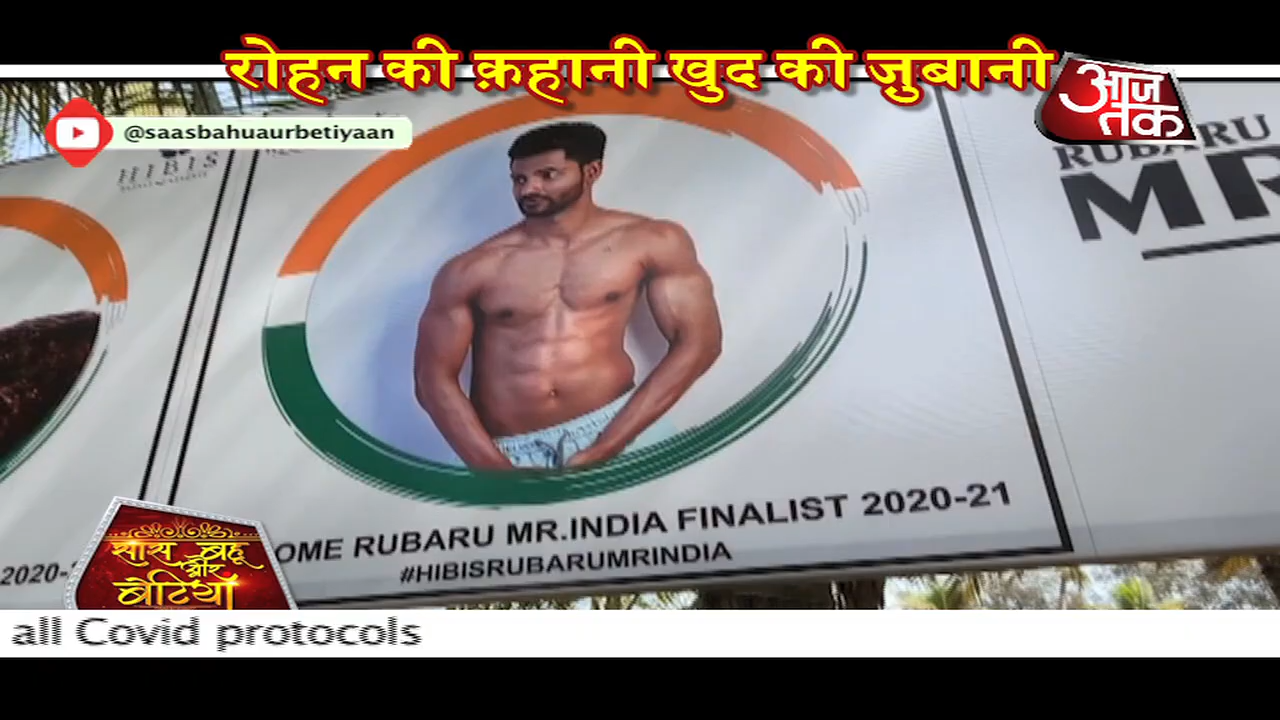 रोहन की क़हानी खुद की ज़ुबानी
आज
तक
@saasbahuaurbetiyaan
HIBIS
RUBARU
MR
OME RUBARU MR.INDIA FINALIST 2020-21
#HIBISRUBARUMRINDIA
2020-
सास बहू
और
बेटियाँ
all Covid protocols